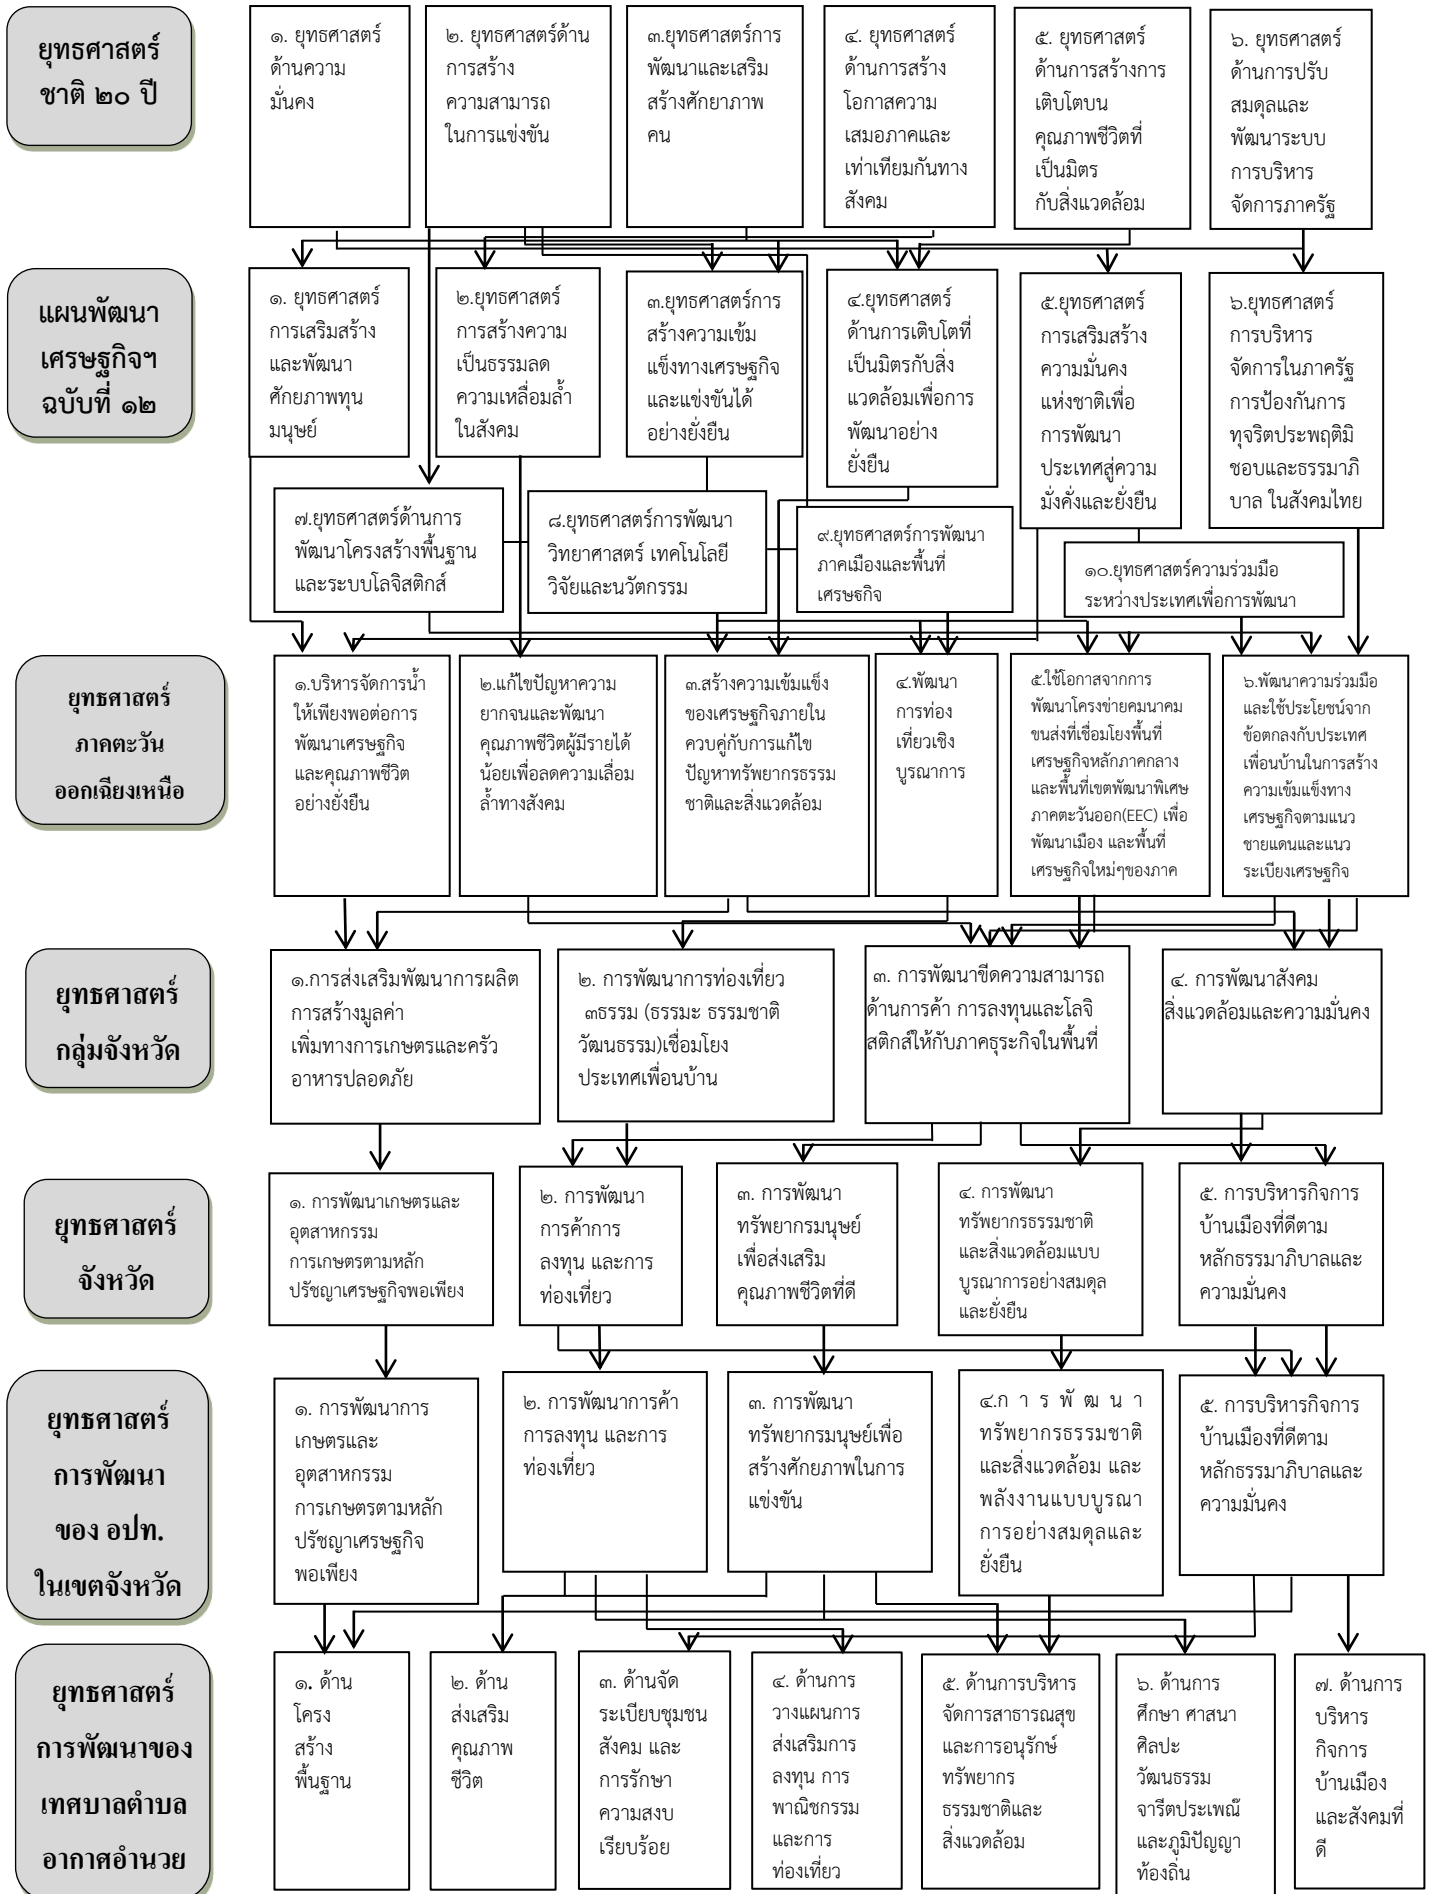 ยุทธศาสตร์
ชาติ ๒๐ ปี
๑. ยุทธศาสตร์
ด้านความ
มั่นคง
๒. ยุทธศาสตร์ด้าน
การสร้าง
ความสามารถ
ในการแข่งขัน
๓.ยุทธศาสตร์การ
พัฒนาและเสริม
สร้างศักยาภาพ
คน
๔. ยุทธศาสตร์
ด้านการสร้าง
โอกาสความ
เสมอภาคและ
เท่าเทียมกันทาง
สังคม
๕. ยุทธศาสตร์
ด้านการสร้างการ
เติบโตบน
คุณภาพชีวิตที่
เป็นมิตร
กับสิ่งแวดล้อม
๖. ยุทธศาสตร์
ด้านการปรับ
สมดุลและ
พัฒนาระบบ
การบริหาร
จัดการภาครัฐ
แผนพัฒนา
เศรษฐกิจฯ
ฉบับที่ ๑๒
๑. ยุทธศาสตร์
การเสริมสร้าง
และพัฒนา
ศักยภาพทุน
มนุษย์
๒.ยุทธศาสตร์
การสร้างความ
เป็นธรรมลด
ความเหลื่อมล้ำ
ในสังคม
๓.ยุทธศาสตร์การ
สร้างความเข้ม
แข็งทางเศรษฐกิจ
และแข่งขันได้
อย่างยั่งยืน
๔.ยุทธศาสตร์
ด้านการเติบโตที่
เป็นมิตรกับสิ่ง
แวดล้อมเพื่อการ
พัฒนาอย่าง
ยั่งยืน
๕.ยุทธศาสตร์
การเสริมสร้าง
ความมั่นคง
แห่งชาติเพื่อ
การพัฒนา
ประเทศสู่ความ
มั่งคั่งและยั่งยืน
๖.ยุทธศาสตร์
การบริหาร
จัดการในภาครัฐ
การป้องกันการ
ทุจริตประพฤติมิ
ชอบและธรรมาภิ
บาล ในสังคมไทย
๗.ยุทธศาสตร์ด้านการ
พัฒนาโครงสร้างพื้นฐาน
และระบบโลจิสติกส์
๘.ยุทธศาสตร์การพัฒนา
วิทยาศาสตร์ เทคโนโลยี
วิจัยและนวัตกรรม
๙.ยุทธศาสตร์การพัฒนา
ภาคเมืองและพื้นที่
เศรษฐกิจ
๑๐.ยุทธศาสตร์ความร่วมมือ
ระหว่างประเทศเพื่อการพัฒนา
ยุทธศาสตร์
ภาคตะวัน
ออกเฉียงเหนือ
๑.บริหารจัดการน้ำ
ให้เพียงพอต่อการ
พัฒนาเศรษฐกิจ
และคุณภาพชีวิต
อย่างยั่งยืน
๒.แก้ไขปัญหาความ
ยากจนและพัฒนา
คุณภาพชีวิตผู้มีรายได้
น้อยเพื่อลดความเลื่อม
ล้ำทางสังคม
๓.สร้างความเข้มแข็ง
ของเศรษฐกิจภายใน
ควบคู่กับการแก้ไข
ปัญหาทรัพยากรธรรม
ชาติและสิ่งแวดล้อม
๔.พัฒนา
การท่อง
เที่ยวเชิง
บูรณาการ
๕.ใช้โอกาสจากการ
พัฒนาโครงข่ายคมนาคม
ขนส่งที่เชื่อมโยงพื้นที่
เศรษฐกิจหลักภาคกลาง
และพื้นที่เขตพัฒนาพิเศษ
ภาคตะวันออก(EEC) เพื่อ
พัฒนาเมือง และพื้นที่
เศรษฐกิจใหม่ๆของภาค
๖.พัฒนาความร่วมมือ
และใช้ประโยชน์จาก
ข้อตกลงกับประเทศ
เพื่อนบ้านในการสร้าง
ความเข้มแข็งทาง
เศรษฐกิจตามแนว
ชายแดนและแนว
ระเบียงเศรษฐกิจ
ยุทธศาสตร์
กลุ่มจังหวัด
๑.การส่งเสริมพัฒนาการผลิต
การสร้างมูลค่า
เพิ่มทางการเกษตรและครัว
อาหารปลอดภัย
๒. การพัฒนาการท่องเที่ยว
๓ธรรม (ธรรมะ ธรรมชาติ
วัฒนธรรม)เชื่อมโยง
ประเทศเพื่อนบ้าน
๓. การพัฒนาขีดความสามารถ
ด้านการค้า การลงทุนและโลจิ
สติกส์ให้กับภาคธุระกิจในพื้นที่
๔. การพัฒนาสังคม
สิ่งแวดล้อมและความมั่นคง
ยุทธศาสตร์
จังหวัด
๑. การพัฒนาเกษตรและ
อุตสาหกรรม
การเกษตรตามหลัก
ปรัชญาเศรษฐกิจพอเพียง
๒. การพัฒนา
การค้าการ
ลงทุน และการ
ท่องเที่ยว
๓. การพัฒนา
ทรัพยากรมนุษย์
เพื่อส่งเสริม
คุณภาพชีวิตที่ดี
๔. การพัฒนา
ทรัพยากรธรรมชาติ
และสิ่งแวดล้อมแบบ
บูรณาการอย่างสมดุล
และยั่งยืน
๕. การบริหารกิจการ
บ้านเมืองที่ดีตาม
หลักธรรมาภิบาลและ
ความมั่นคง
ยุทธศาสตร์
การพัฒนา
ของ อปท.
ในเขตจังหวัด
๑. การพัฒนาการ
เกษตรและ
อุตสาหกรรม
การเกษตรตามหลัก
ปรัชญาเศรษฐกิจ
พอเพียง
๒. การพัฒนาการค้า
การลงทุน และการ
ท่องเที่ยว
๓. การพัฒนา
ทรัพยากรมนุษย์เพื่อ
สร้างศักยภาพในการ
แข่งขัน
๔.ก า ร พั ฒ น า
ทรัพยากรธรรมชาติ
และสิ่งแวดล้อม และ
พลังงานแบบบูรณา
การอย่างสมดุลและ
ยั่งยืน
๕. การบริหารกิจการ
บ้านเมืองที่ดีตาม
หลักธรรมาภิบาลและ
ความมั่นคง
ยุทธศาสตร์
การพัฒนาของ
เทศบาลตำบล
อากาศอำนวย
๑. ด้าน
โครง
สร้าง
พื้นฐาน
๒. ด้าน
ส่งเสริม
คุณภาพ
ชีวิต
๓. ด้านจัด
ระเบียบชุมชน
สังคม และ
การรักษา
ความสงบ
เรียบร้อย
๔. ด้านการ
วางแผนการ
ส่งเสริมการ
ลงทุน การ
พาณิชกรรม
และการ
ท่องเที่ยว
๕. ด้านการบริหาร
จัดการสาธารณสุข
และการอนุรักษ์
ทรัพยากร
ธรรมชาติและ
สิ่งแวดล้อม
๖. ด้านการ
ศึกษา ศาสนา
ศิลปะ
วัฒนธรรม
จารีตประเพณ๊
และภูมิปัญญา
ท้องถิ่น
๗. ด้านการ
บริหาร
กิจการ
บ้านเมือง
และสังคมที่
ดี